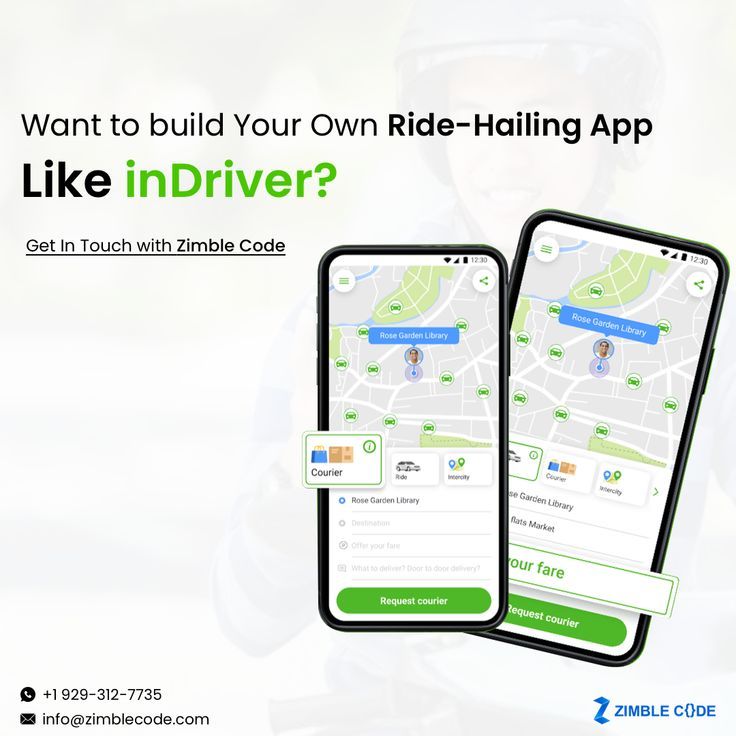 Want to build Your Own Ride-Hailing App
Like inDriver?
Get In Touch with Zimble Code
12:30
Rose Garden Library
Courier
Ride
Intercity
Rose Garden Library
Destination
Offer your fare
What to deliver? Door to door delivery?
Request courier
12:30
Rose Garden Library
Courier
Intercity
ose Garden Library
flats Market
your fare
Request courier
+1 929-312-7735
info@zimblecode.com
ZIMBLE C{}DE